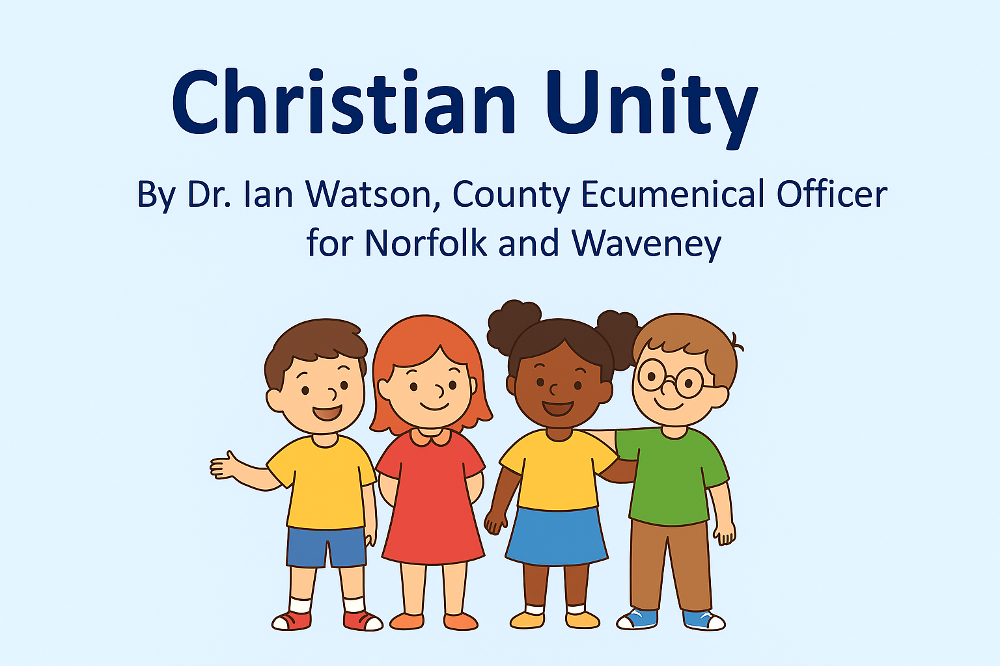 Christian Unity
By Dr. Ian Watson, County Ecumenical Officer
for Norfolk and Waveney